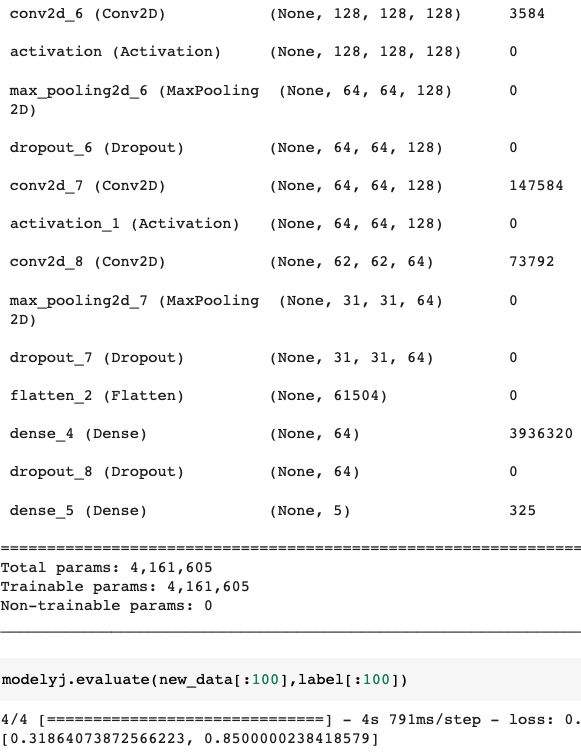 conv2d_6 (Conv2D) (None, 128, 128, 128) 3584
activation (Activation) (None, 128, 128, 128) 0
max_pooling2d_6 (MaxPooling (None, 64, 64, 128) 0
2D)
dropout_6 (Dropout) (None, 64, 64, 128) 0
conv2d_7 (Conv2D) (None, 64, 64, 128) 147584
activation_1 (Activation) (None, 64, 64, 128) 0
conv2d_8 (Conv2D) (None, 62, 62, 64) 73792
max_pooling2d_7 (MaxPooling (None, 31, 31, 64) 0
2D)
dropout_7 (Dropout) (None, 31, 31, 64) 0
flatten_2 (Flatten) (None, 61504) 0
dense_4 (Dense) (None, 64) 3936320
dropout_8 (Dropout) (None, 64) 0
dense_5 (Dense) (None, 5) 325
=================================================================
Total params: 4,161,605
Trainable params: 4,161,605
Non-trainable params: 0
_________________________________________________________________
modelyj.evaluate(new_data[:100],label[:100])
4/4 [==============================] - 4s 791ms/step - loss: 0.
[0.31864073872566223, 0.8500000238418579]